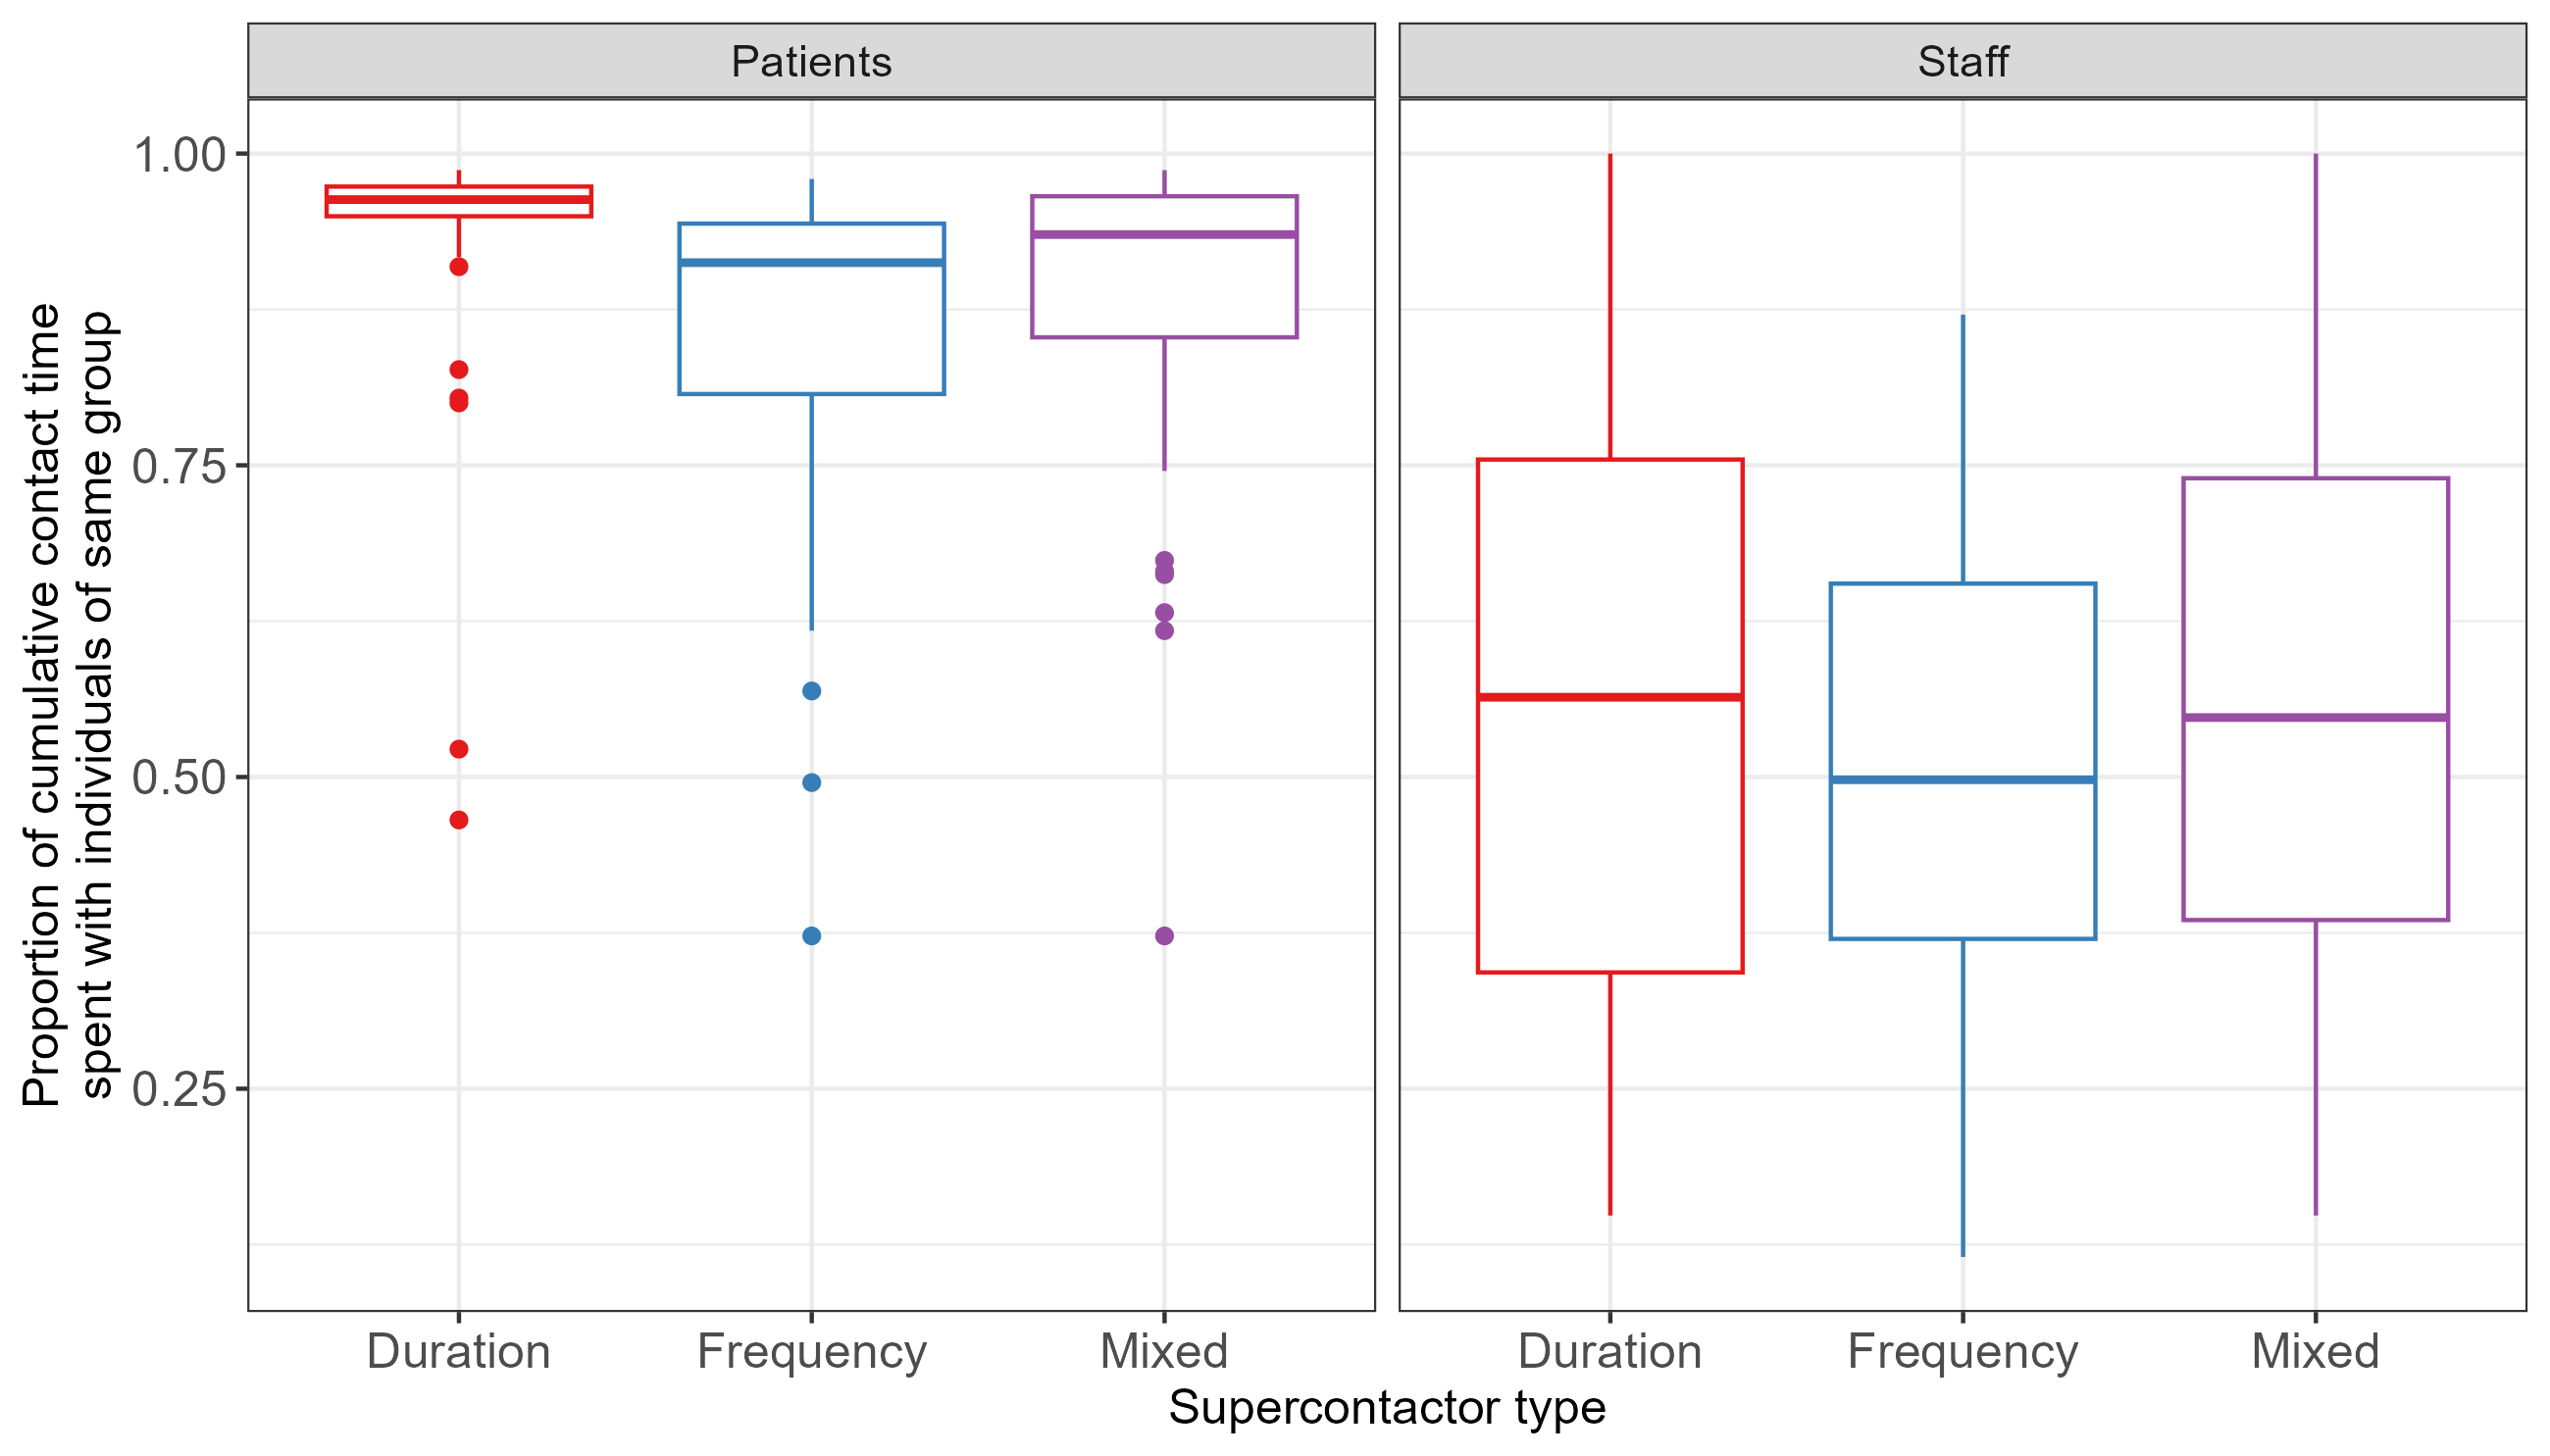 Patients
Staff
Proportion of cumulative contact time
spent with individuals of same group
1.00
0.75
0.50
0.25
Duration
Frequency
Mixed
Duration
Frequency
Mixed
Supercontactor type